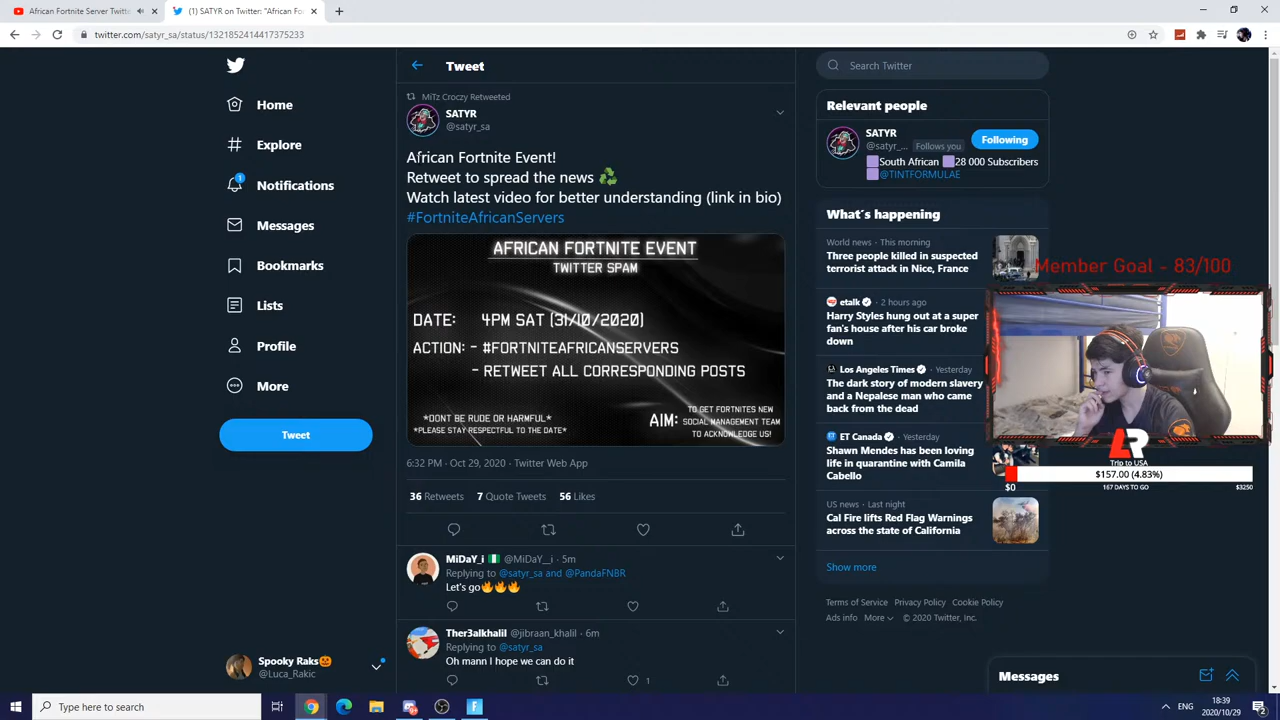 African Fortnite Server Twitte
(1) SATYR on Twitter: "African Fo
twitter.com/satyr_sa/status/1321852414417375233
Home
Explore
1
Notifications
Messages
Bookmarks
Lists
Profile
More
Tweet
Spooky Raks🎃
@Luca_Rakic
Tweet
MiTz Croczy Retweeted
SATYR
@satyr_sa
African Fortnite Event!
Retweet to spread the news ♻️
Watch latest video for better understanding (link in bio)
#FortniteAfricanServers
AFRICAN FORTNITE EVENT
TWITTER SPAM
DATE: 4PM SAT (31/10/2020)
ACTION: - #FORTNITEAFRICANSERVERS
- RETWEET ALL CORRESPONDING POSTS
*DONT BE RUDE OR HARMFUL*
*PLEASE STAY RESPECTFUL TO THE DATE*
AIM: TO GET FORTNITES NEW
SOCIAL MANAGEMENT TEAM
TO ACKNOWLEDGE US!
6:32 PM · Oct 29, 2020 · Twitter Web App
36 Retweets 7 Quote Tweets 56 Likes
MiDaY_i 🇳🇬 @MiDaY__i · 5m
Replying to @satyr_sa and @PandaFNBR
Let's go🔥🔥🔥
Ther3alkhalil @jibraan_khalil · 6m
Replying to @satyr_sa
Oh mann I hope we can do it
1
Search Twitter
Relevant people
SATYR
@satyr_... Follows you
Following
South African 28 000 Subscribers
@TINTFORMULAE
What's happening
World news · This morning
Three people killed in suspected
terrorist attack in Nice, France
etalk · 2 hours ago
Harry Styles hung out at a super
fan's house after his car broke
down
Los Angeles Times · Yesterday
The dark story of modern slavery
and a Nepalese man who came
back from the dead
ET Canada · Yesterday
Shawn Mendes has been loving
life in quarantine with Camila
Cabello
US news · Last night
Cal Fire lifts Red Flag Warnings
across the state of California
Show more
Terms of Service Privacy Policy Cookie Policy
Ads info More © 2020 Twitter, Inc.
Member Goal - 83/100
Trip to USA
$157.00 (4.83%)
$0
167 DAYS TO GO
$3250
Messages
Type here to search
ENG
18:39
2020/10/29
2